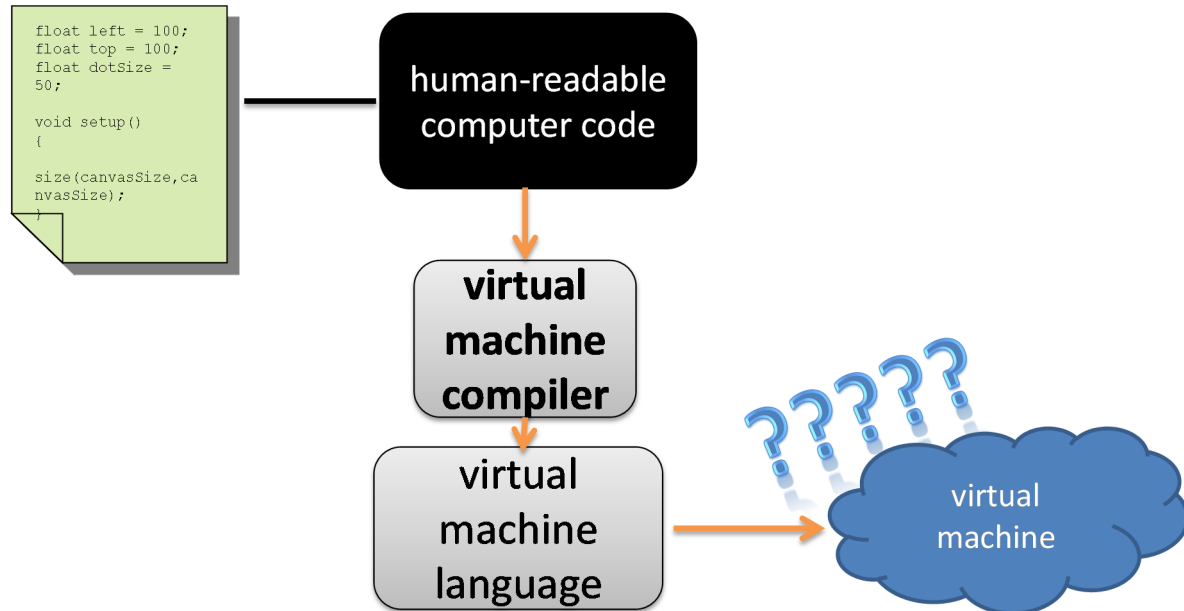 float left = 100;
float top = 100;
float dotSize =
50;
void setup()
{
size(canvasSize,ca
nvasSize);
}
human-readable
computer code
virtual
machine
compiler
virtual
machine
language
?????
virtual
machine